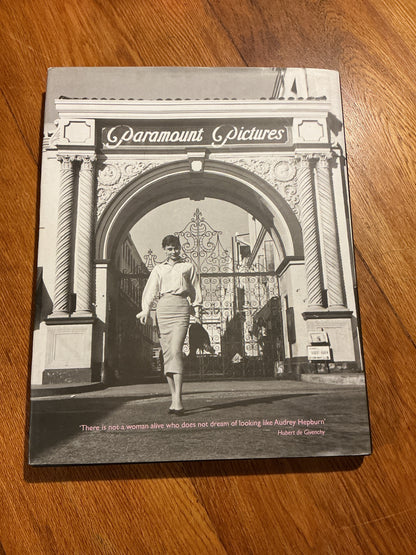 Paramount Pictures
'There is not a woman alive who does not dream of looking like Audrey Hepburn'
Hubert de Givenchy